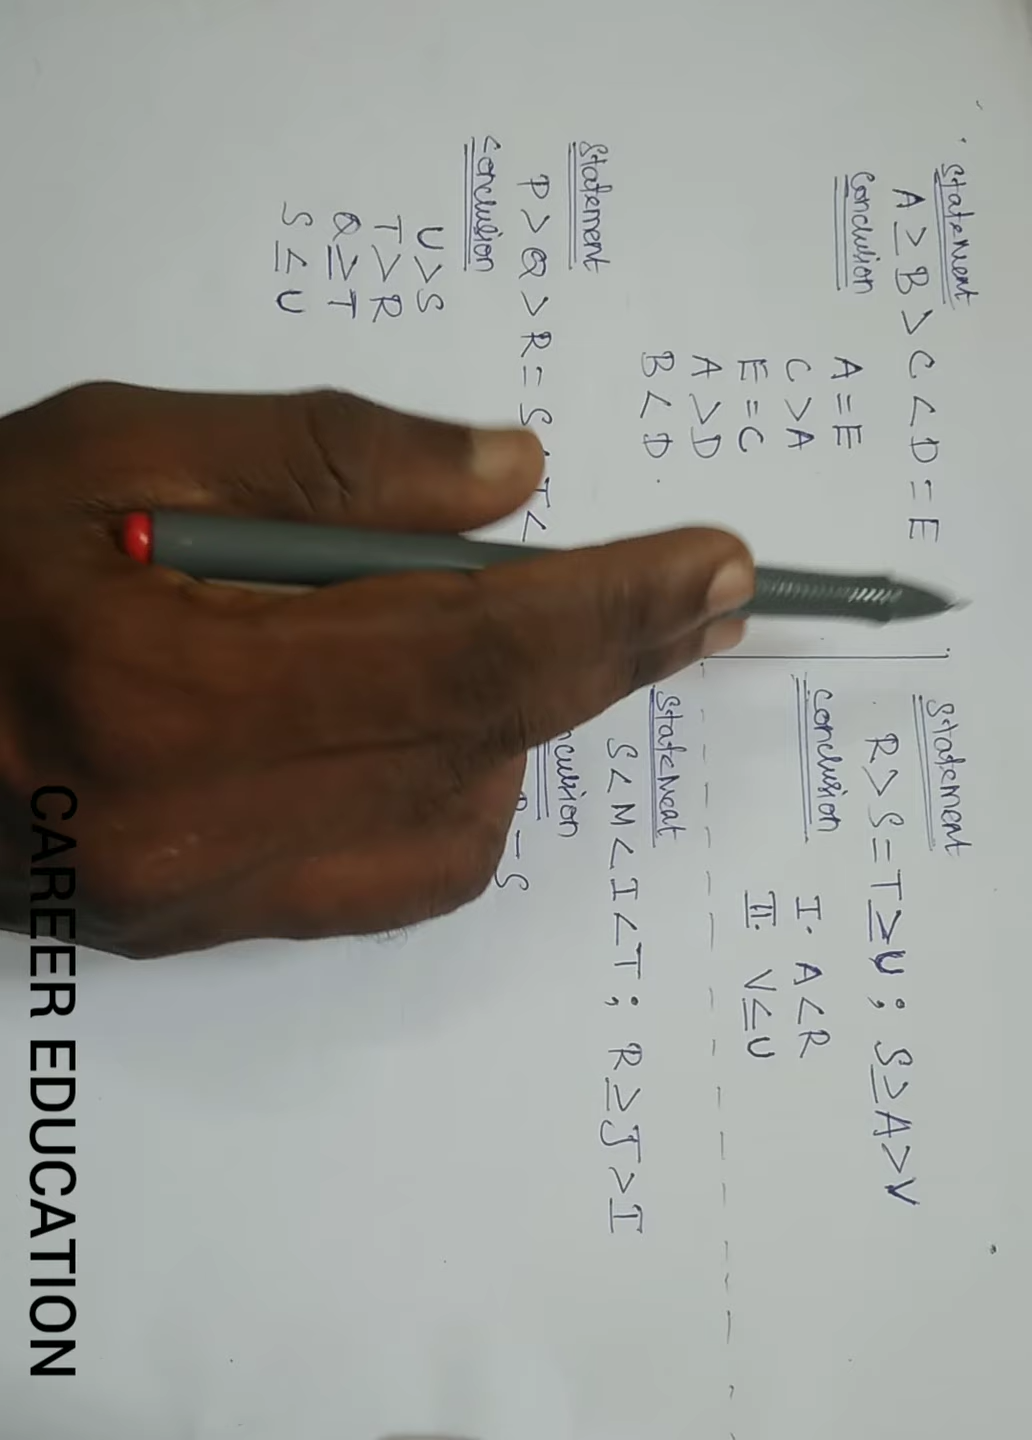 Statement
A ≥ B > C < D = E
Conclusion
A = E
C > A
E = C
A > D
B < D
Statement
P > Q > R = S T <
Conclusion
U > S
T > R
Q ≥ T
S ≤ U
Statement
R > S = T ≥ U ; S ≥ A > V
Conclusion
I. A < R
II. V ≤ U
Statement
S < M < I < T ; R ≥ J > I
CAREER EDUCATION